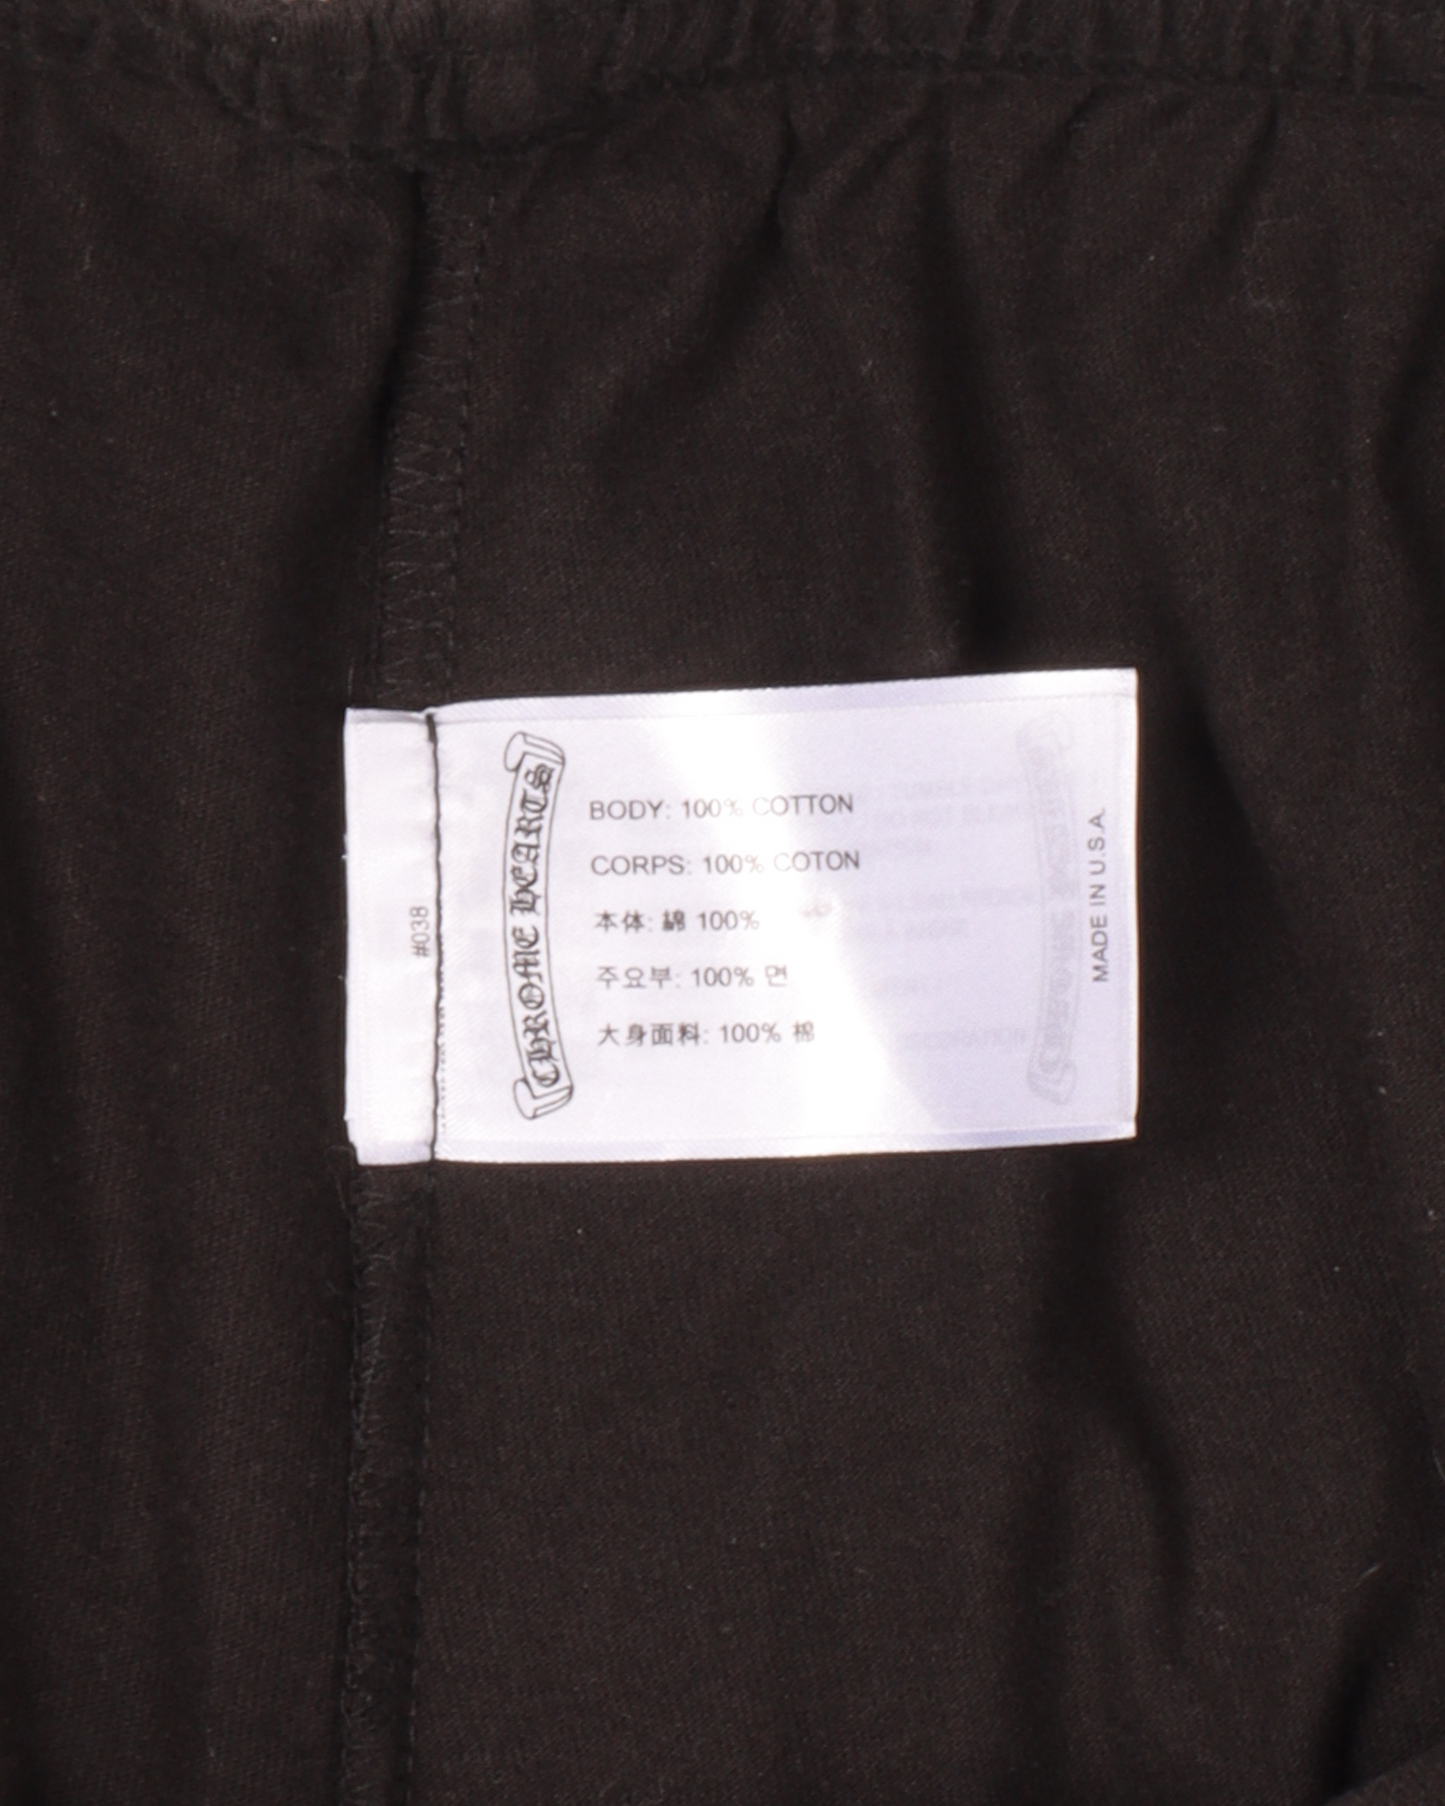 CHROME HEARTS
BODY: 100% COTTON
CORPS: 100% COTON
本体: 綿 100%
주요부: 100% 면
大身面料: 100% 棉
#038
MADE IN U.S.A.